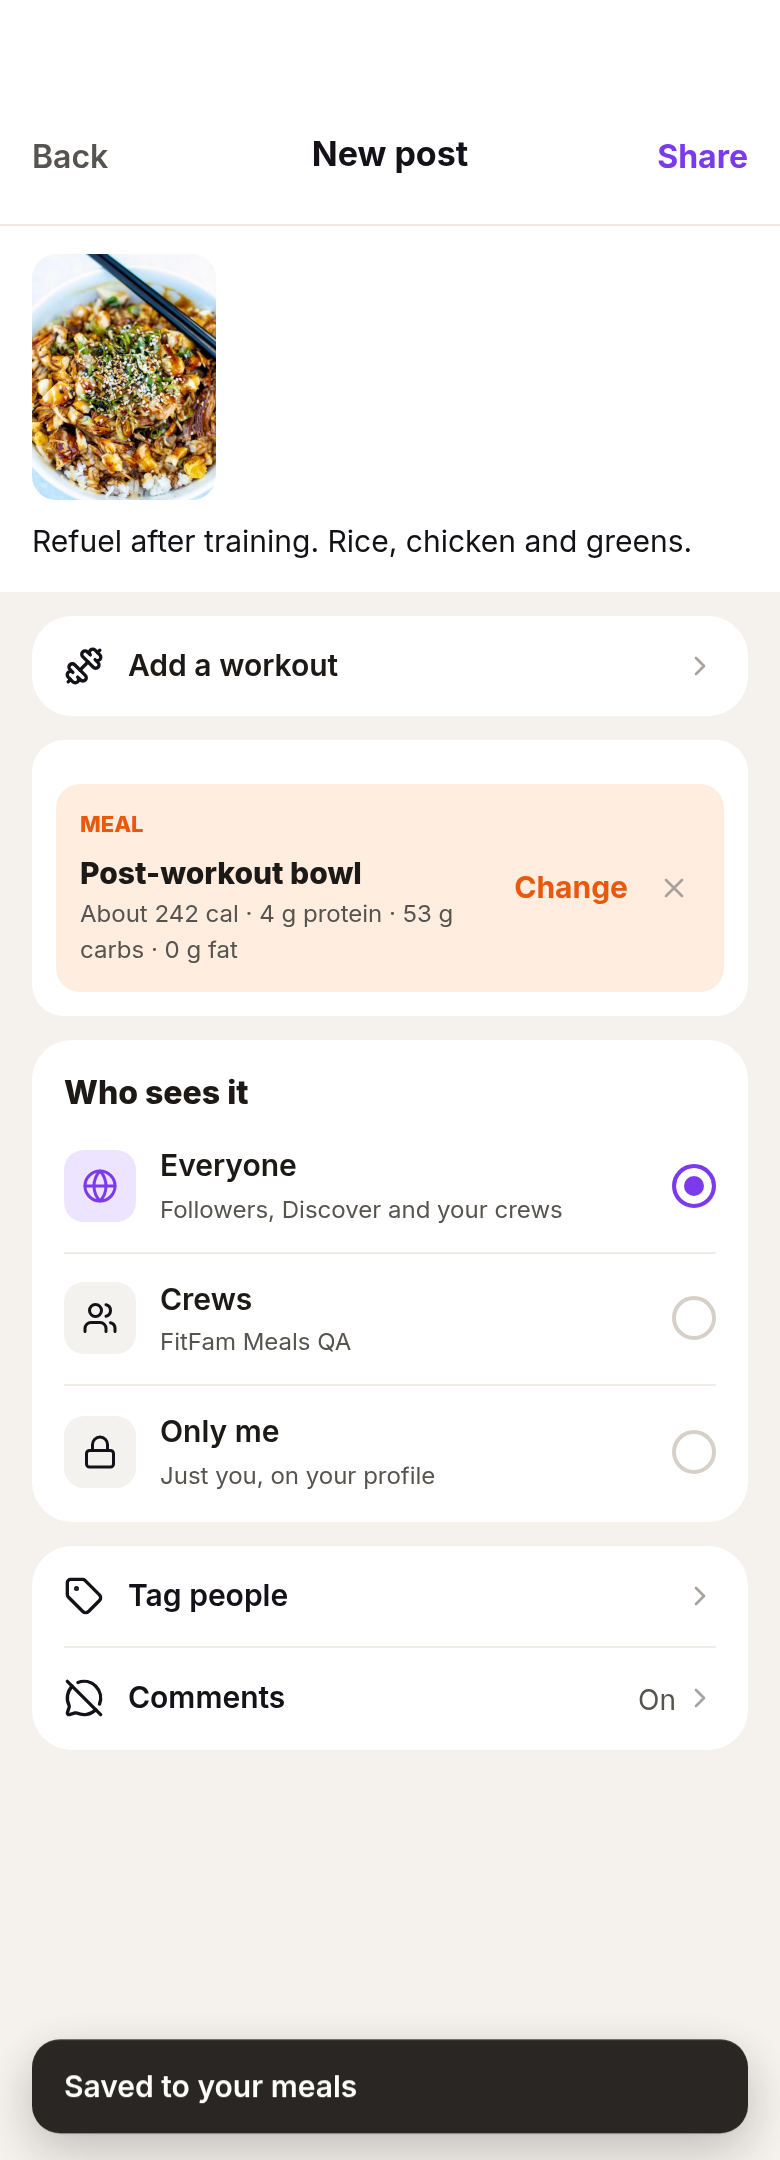 Back
New post
Share
Refuel after training. Rice, chicken and greens.
Add a workout
MEAL
Post-workout bowl
About 242 cal · 4 g protein · 53 g
carbs · 0 g fat
Change
Who sees it
Everyone
Followers, Discover and your crews
Crews
FitFam Meals QA
Only me
Just you, on your profile
Tag people
Comments
On
Saved to your meals